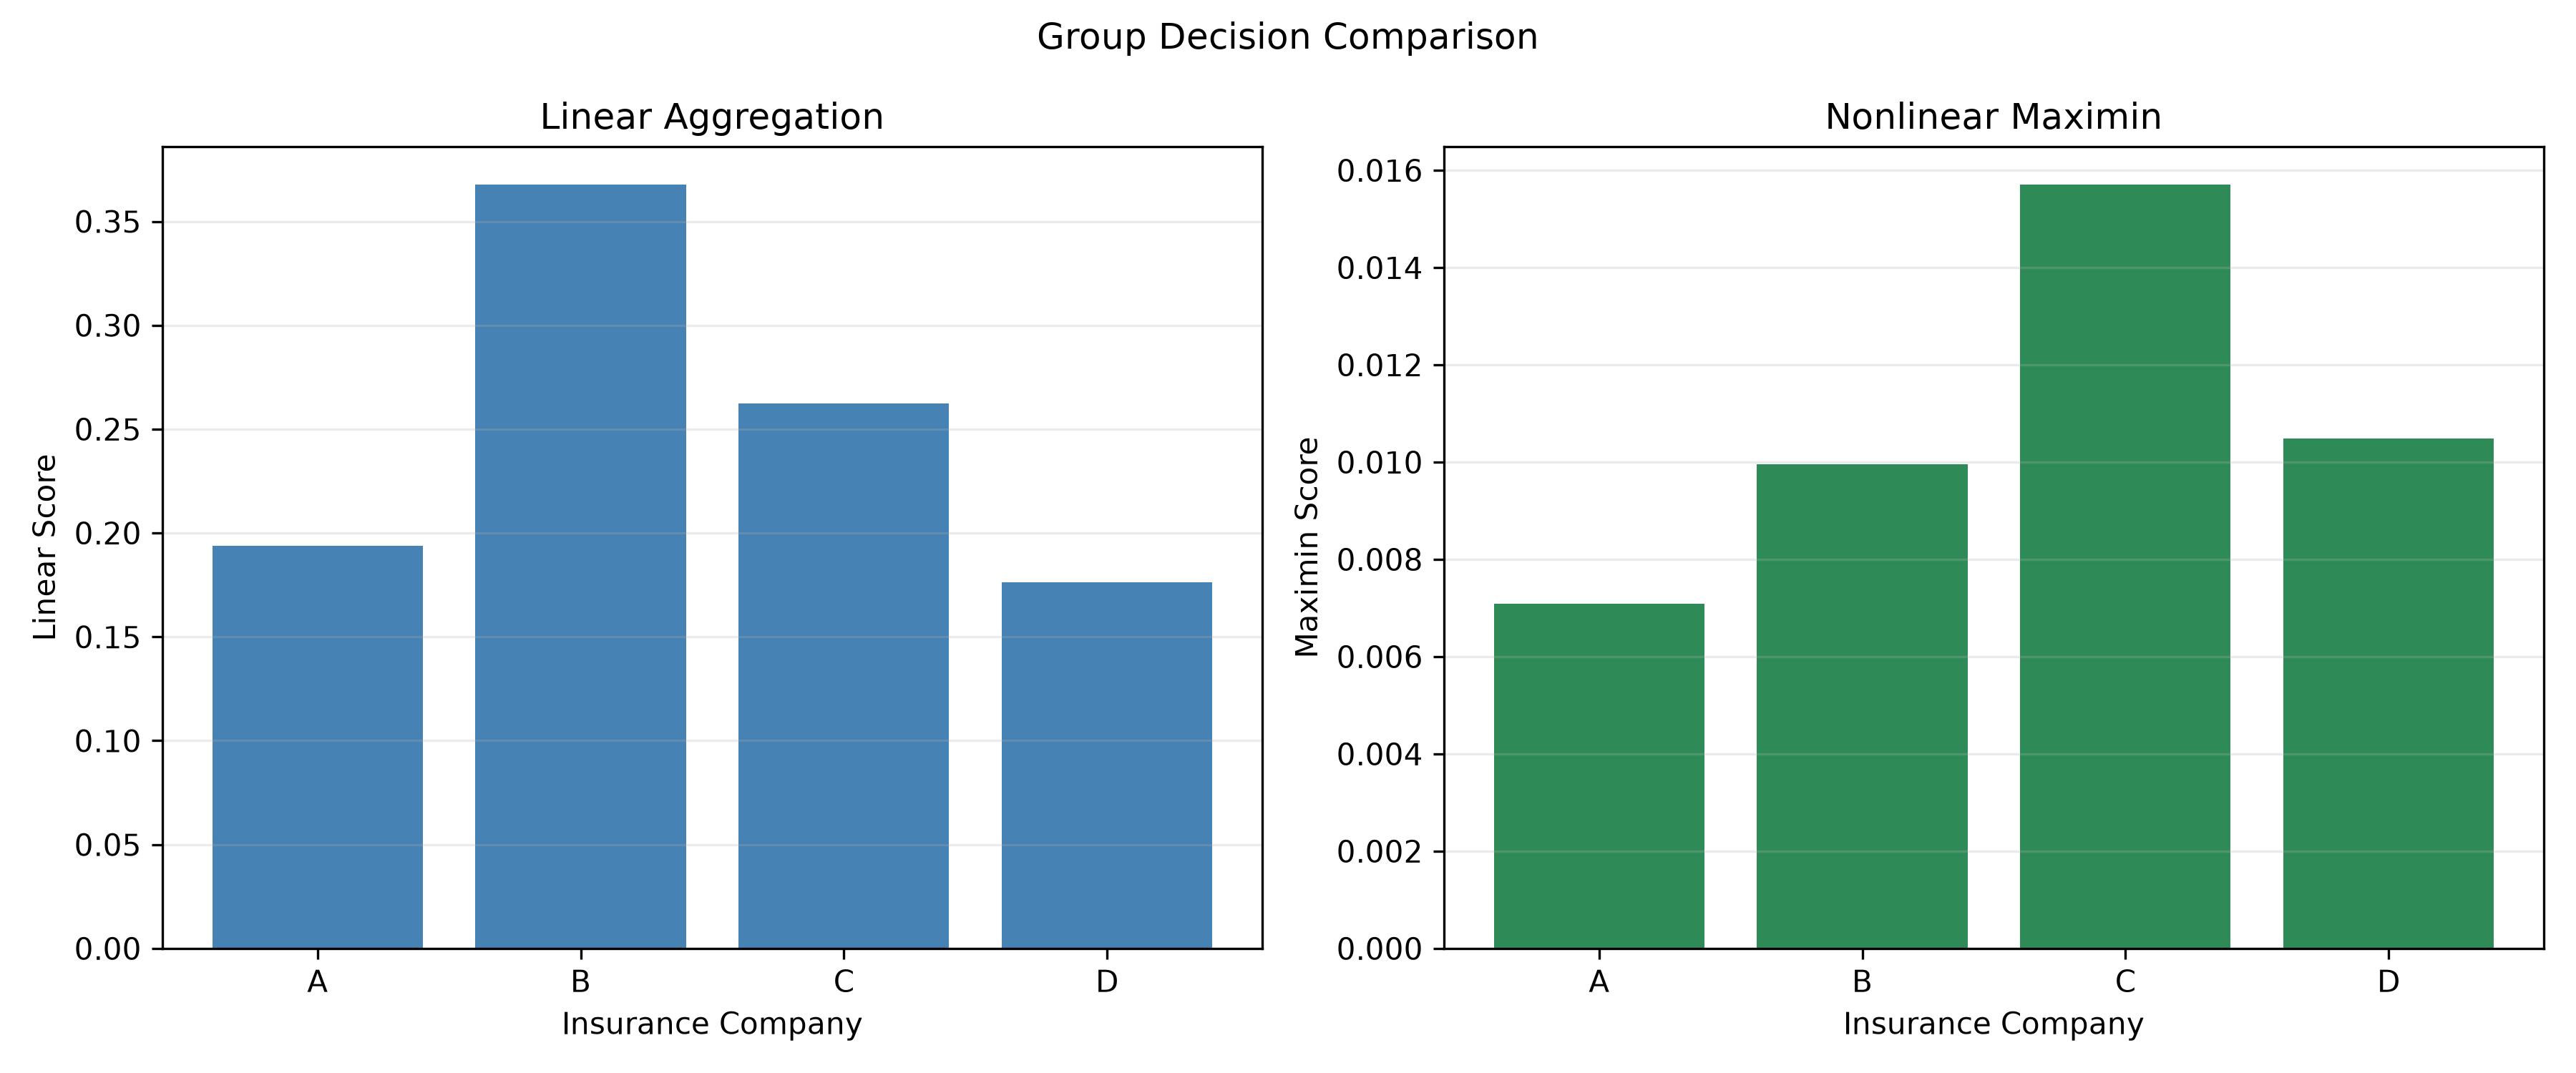 Group Decision Comparison
Linear Aggregation
Linear Score
0.35
0.30
0.25
0.20
0.15
0.10
0.05
0.00
A B C D
Insurance Company
Nonlinear Maximin
Maximin Score
0.016
0.014
0.012
0.010
0.008
0.006
0.004
0.002
0.000
A B C D
Insurance Company